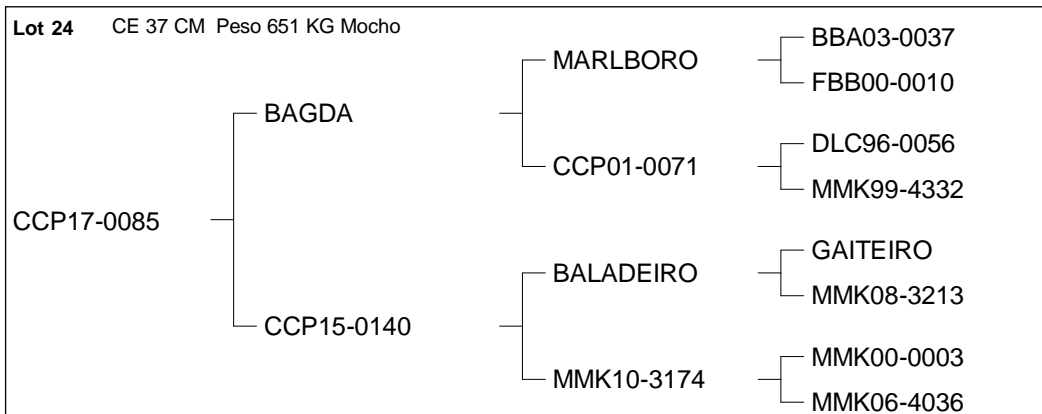 Lot 24 CE 37 CM Peso 651 KG Mocho
BBA03-0037
MARLBORO
FBB00-0010
BAGDA
DLC96-0056
CCP01-0071
MMK99-4332
CCP17-0085
GAITEIRO
BALADEIRO
MMK08-3213
CCP15-0140
MMK00-0003
MMK10-3174
MMK06-4036